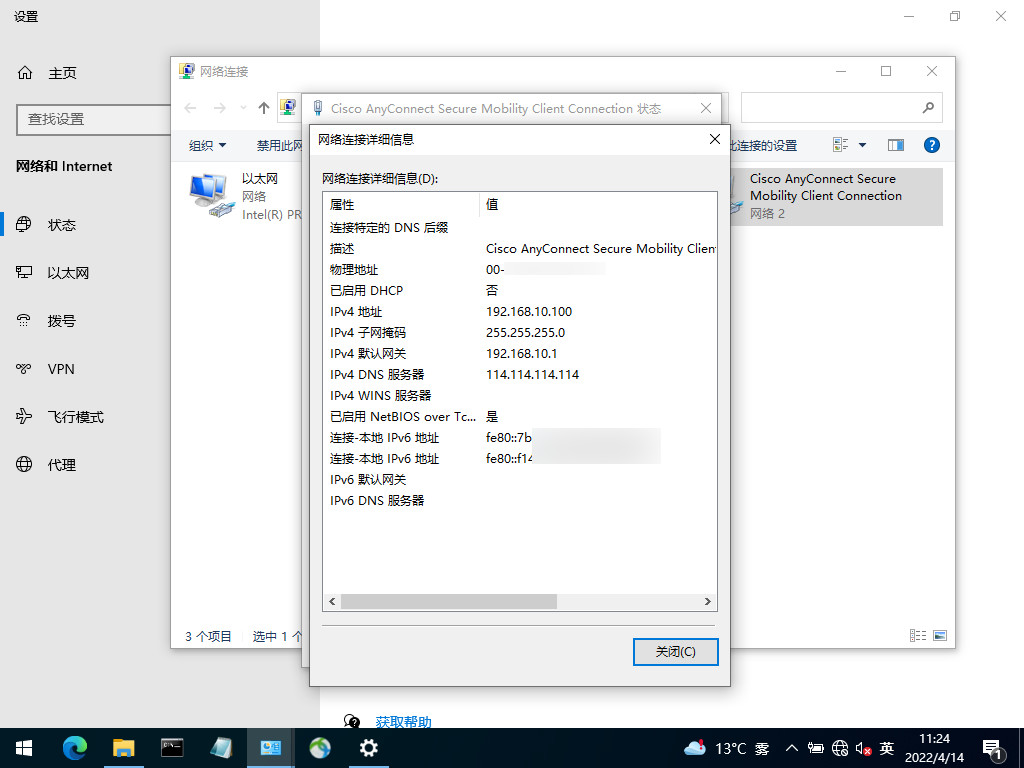 设置
主页
查找设置
网络和 Internet
状态
以太网
拨号
VPN
飞行模式
代理
网络连接
组织
禁用此网
此连接的设置
以太网
网络
Intel(R) PR
Cisco AnyConnect Secure
Mobility Client Connection
网络 2
3 个项目
选中 1 个
Cisco AnyConnect Secure Mobility Client Connection 状态
网络连接详细信息
网络连接详细信息(D):
属性 值
连接特定的 DNS 后缀
描述 Cisco AnyConnect Secure Mobility Client
物理地址 00-
已启用 DHCP 否
IPv4 地址 192.168.10.100
IPv4 子网掩码 255.255.255.0
IPv4 默认网关 192.168.10.1
IPv4 DNS 服务器 114.114.114.114
IPv4 WINS 服务器
已启用 NetBIOS over Tc... 是
连接-本地 IPv6 地址 fe80::7b
连接-本地 IPv6 地址 fe80::f14
IPv6 默认网关
IPv6 DNS 服务器
关闭(C)
获取帮助
13°C 雾
英
11:24
2022/4/14
1